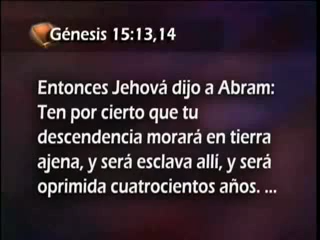 Génesis 15:13,14
Entonces Jehová dijo a Abram:
Ten por cierto que tu
descendencia morará en tierra
ajena, y será esclava allí, y será
oprimida cuatrocientos años. ...